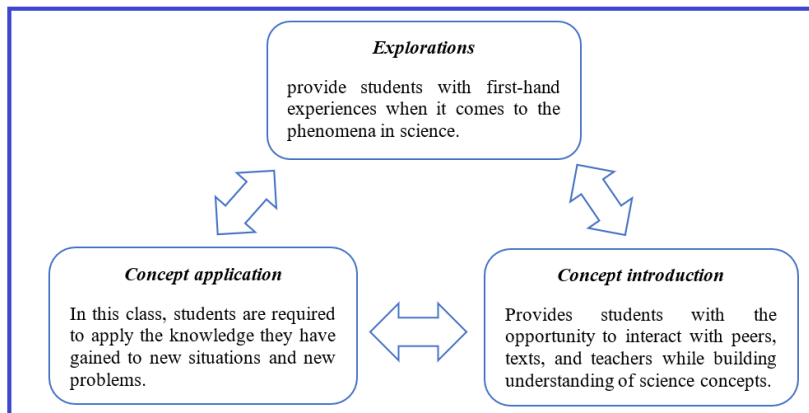 Explorations
provide students with first-hand
experiences when it comes to the
phenomena in science.
Concept application
In this class, students are required
to apply the knowledge they have
gained to new situations and new
problems.
Concept introduction
Provides students with the
opportunity to interact with peers,
texts, and teachers while building
understanding of science concepts.